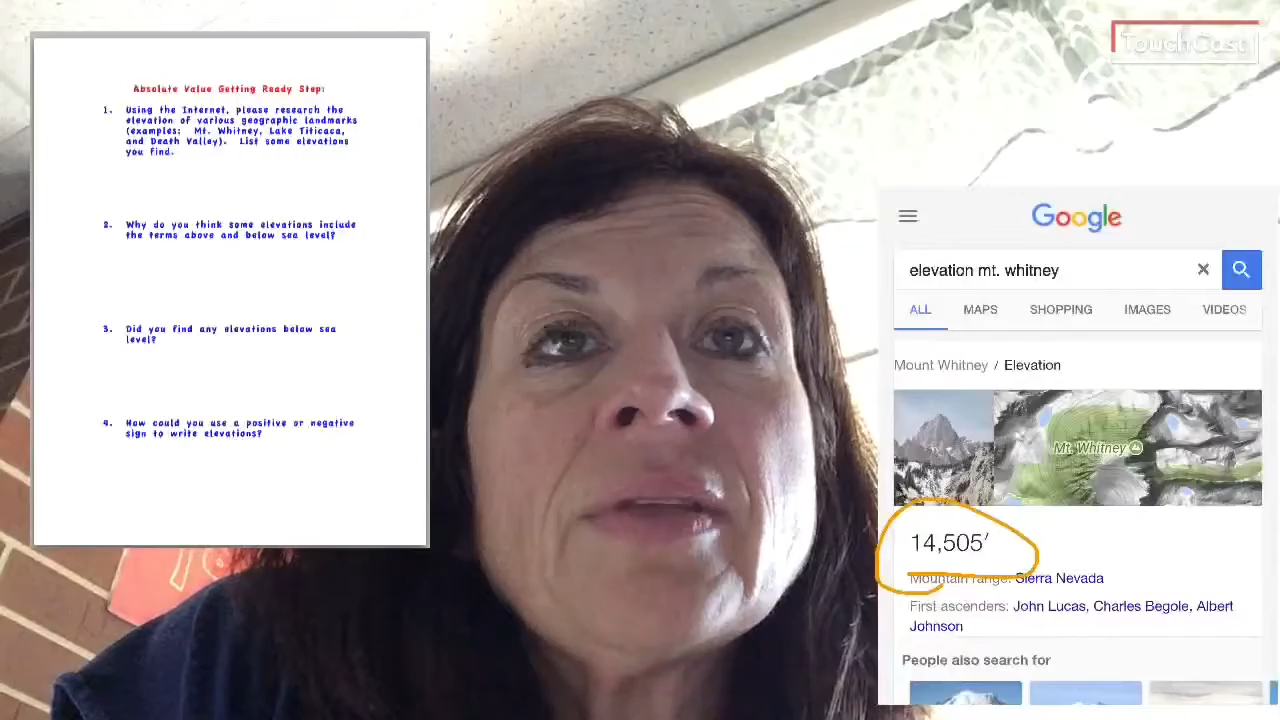 TouchCast
Absolute Value Getting Ready Step:
1. Using the Internet, please research the
elevation of various geographic landmarks
(examples: Mt. Whitney, Lake Titicaca,
and Death Valley). List some elevations
you find.
2. Why do you think some elevations include
the terms above and below sea level?
3. Did you find any elevations below sea
level?
4. How could you use a positive or negative
sign to write elevations?
Google
elevation mt. whitney
ALL MAPS SHOPPING IMAGES VIDEOS
Mount Whitney / Elevation
Mt. Whitney
14,505′
Mountain range: Sierra Nevada
First ascenders: John Lucas, Charles Begole, Albert
Johnson
People also search for